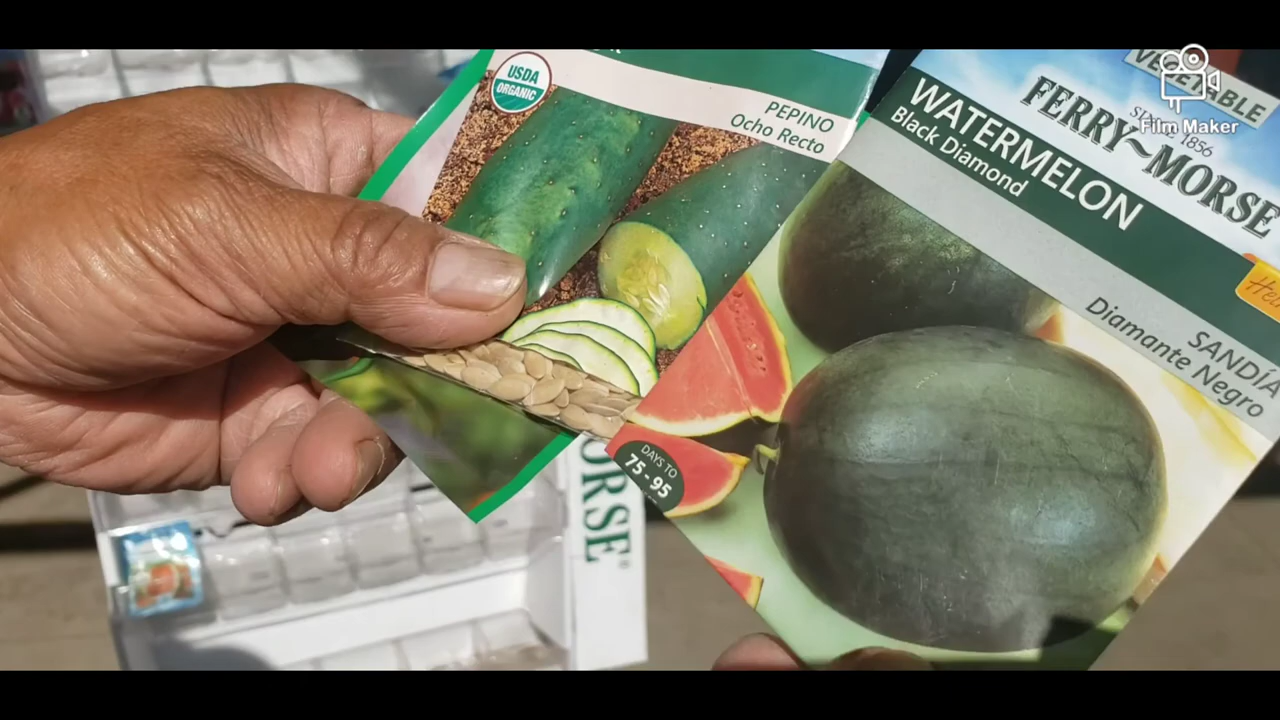 USDA
ORGANIC
PEPINO
Ocho Recto
VEGETABLE
FERRY~MORSE
SINCE 1856
WATERMELON
Black Diamond
SANDÍA
Diamante Negro
DAYS TO
75 - 95
ORSE®
Film Maker